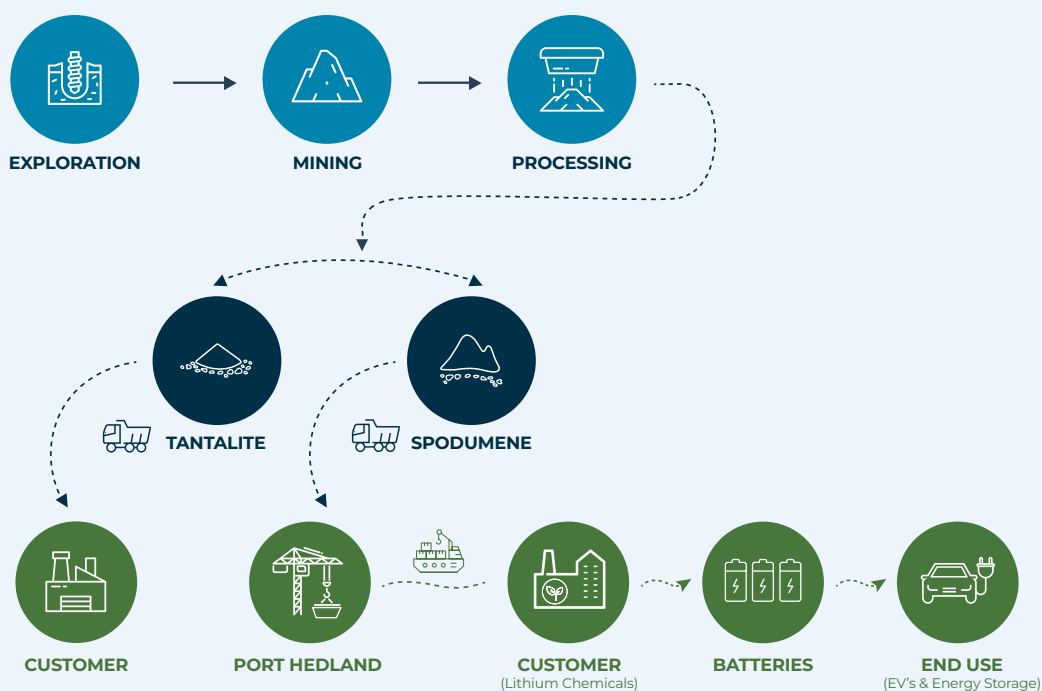 EXPLORATION
MINING
PROCESSING
TANTALITE
SPODUMENE
CUSTOMER
PORT HEDLAND
CUSTOMER
(Lithium Chemicals)
BATTERIES
END USE
(EV's & Energy Storage)